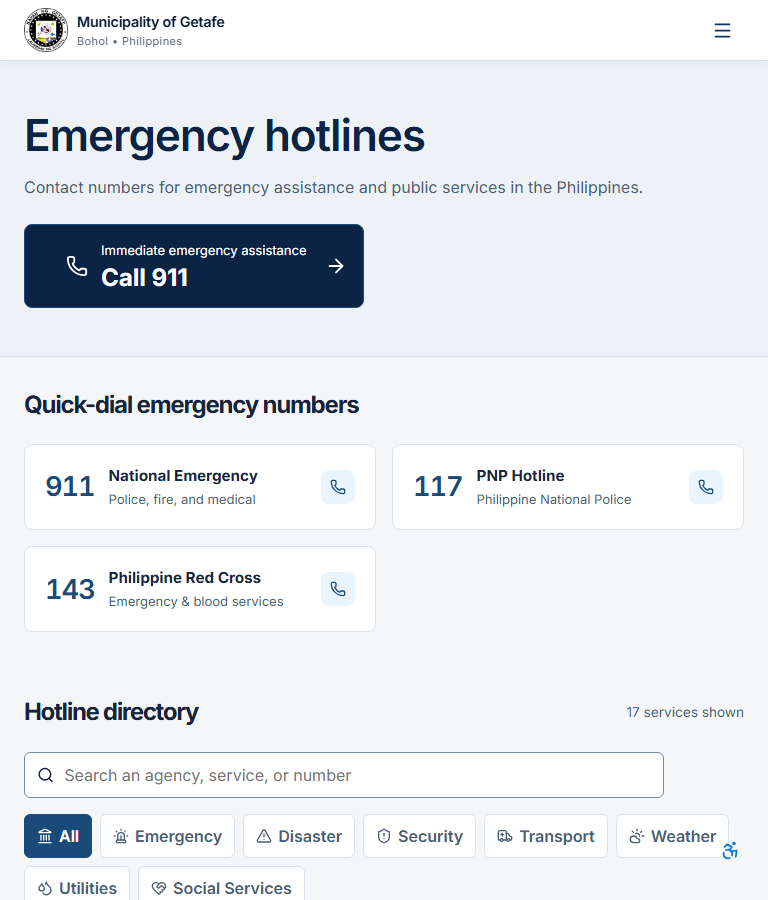 Municipality of Getafe
Bohol • Philippines
Emergency hotlines
Contact numbers for emergency assistance and public services in the Philippines.
Immediate emergency assistance
Call 911
Quick-dial emergency numbers
911
National Emergency
Police, fire, and medical
117
PNP Hotline
Philippine National Police
143
Philippine Red Cross
Emergency & blood services
Hotline directory
17 services shown
Search an agency, service, or number
All
Emergency
Disaster
Security
Transport
Weather
Utilities
Social Services